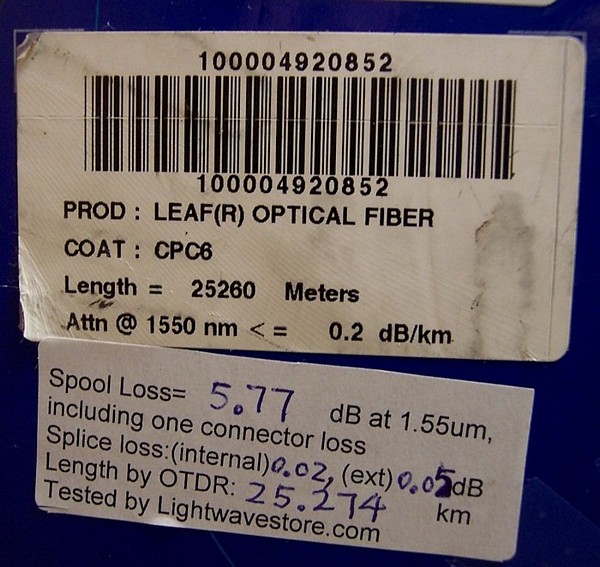 100004920852
100004920852
PROD : LEAF(R) OPTICAL FIBER
COAT : CPC6
Length = 25260 Meters
Attn @ 1550 nm < = 0.2 dB/km
Spool Loss= 5.77 dB at 1.55um,
including one connector loss
Splice loss:(internal)0.02, (ext)0.05dB
Length by OTDR: 25.274 km
Tested by Lightwavestore.com